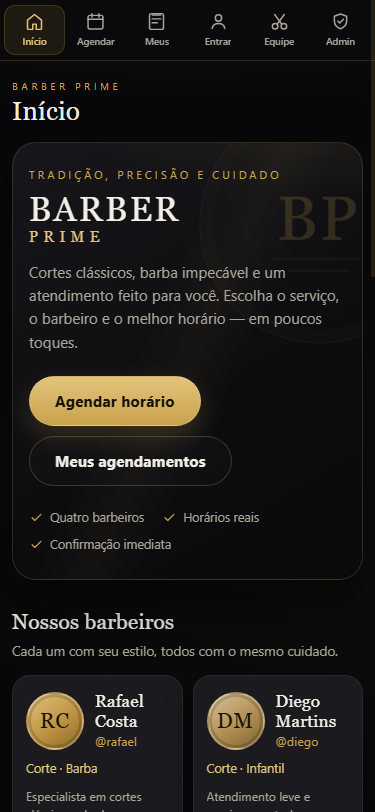 Início
Agendar
Meus
Entrar
Equipe
Admin
BARBER PRIME
Início
TRADIÇÃO, PRECISÃO E CUIDADO
BARBER
PRIME
BP
Cortes clássicos, barba impecável e um
atendimento feito para você. Escolha o serviço,
o barbeiro e o melhor horário — em poucos
toques.
Agendar horário
Meus agendamentos
Quatro barbeiros
Horários reais
Confirmação imediata
Nossos barbeiros
Cada um com seu estilo, todos com o mesmo cuidado.
RC
Rafael
Costa
@rafael
Corte · Barba
Especialista em cortes
DM
Diego
Martins
@diego
Corte · Infantil
Atendimento leve e